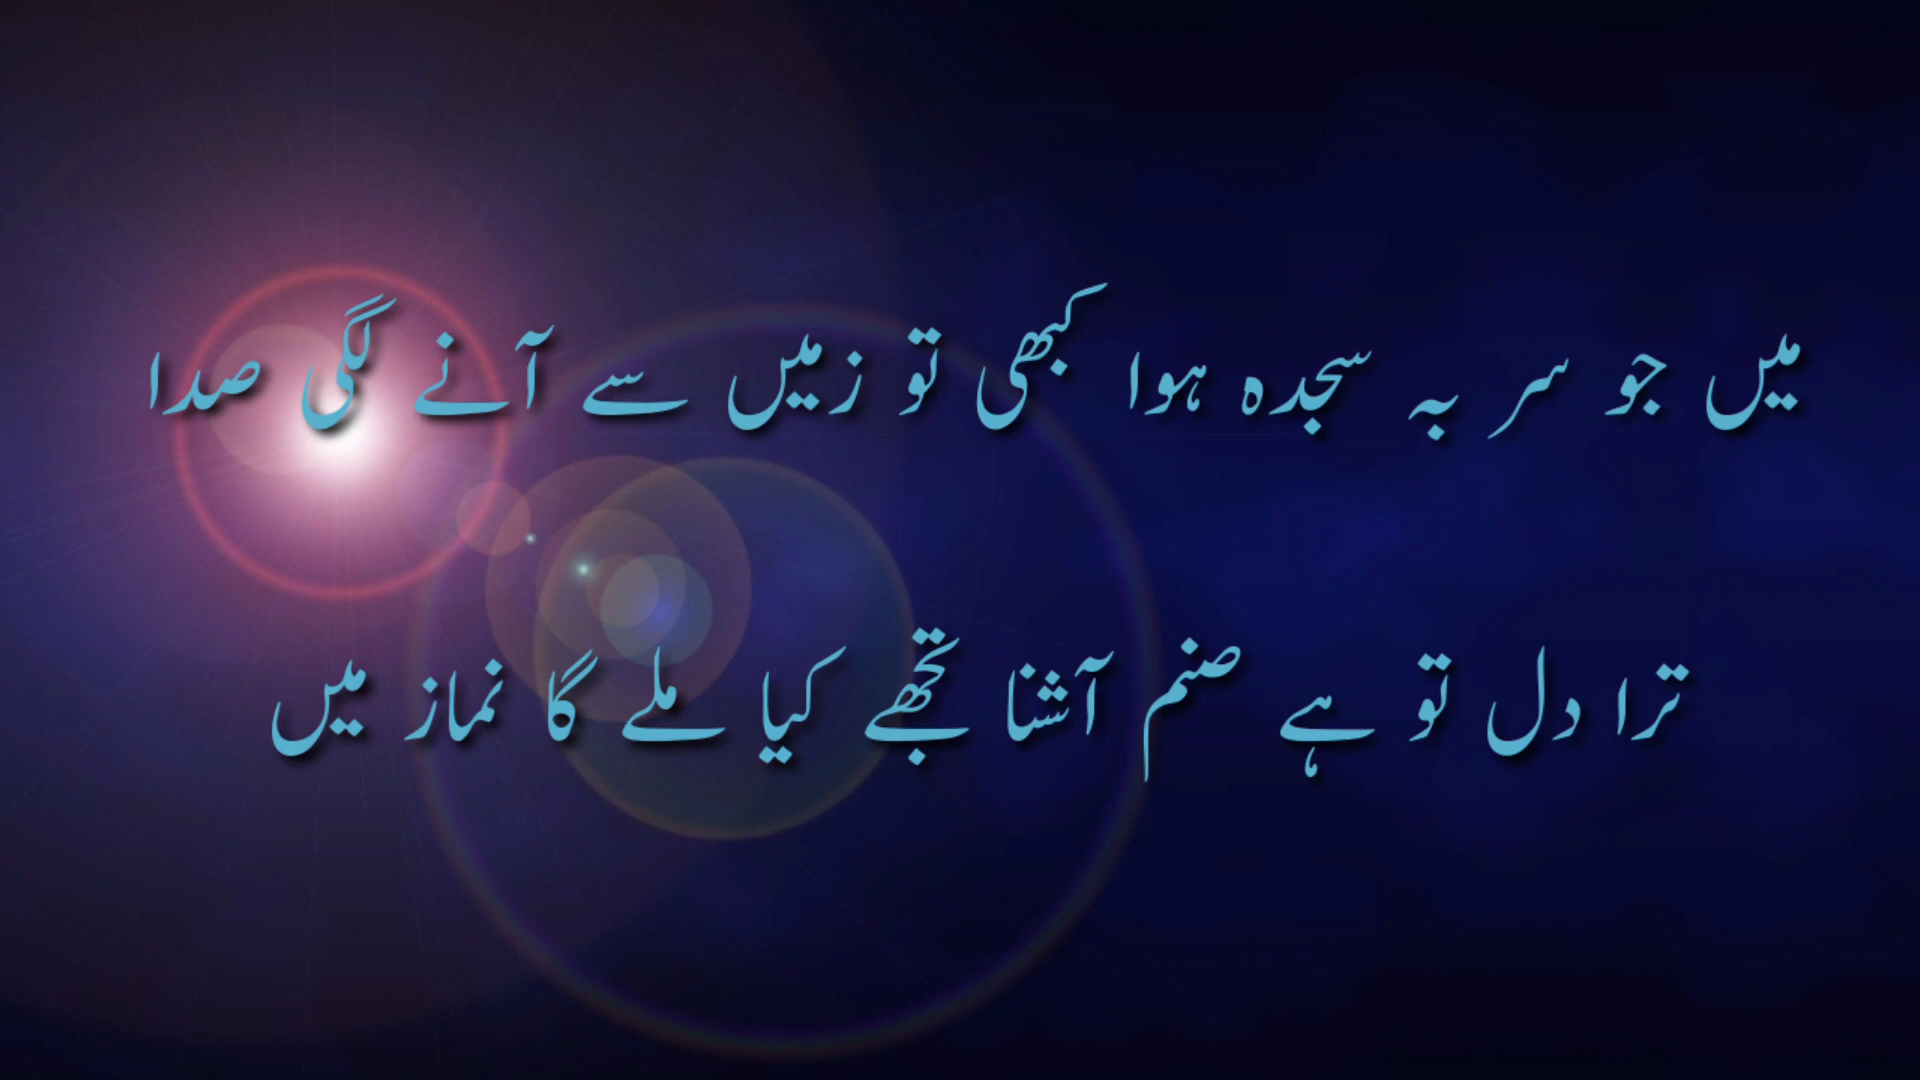 میں جو سر بہ سجدہ ہوا کبھی تو زمیں سے آنے لگی صدا
ترا دل تو ہے صنم آشنا تجھے کیا ملے گا نماز میں